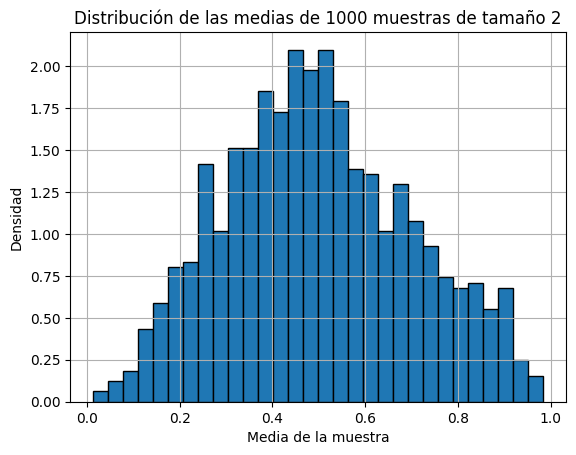 Distribución de las medias de 1000 muestras de tamaño 2
2.00
1.75
1.50
1.25
1.00
0.75
0.50
0.25
0.00
Densidad
0.0 0.2 0.4 0.6 0.8 1.0
Media de la muestra